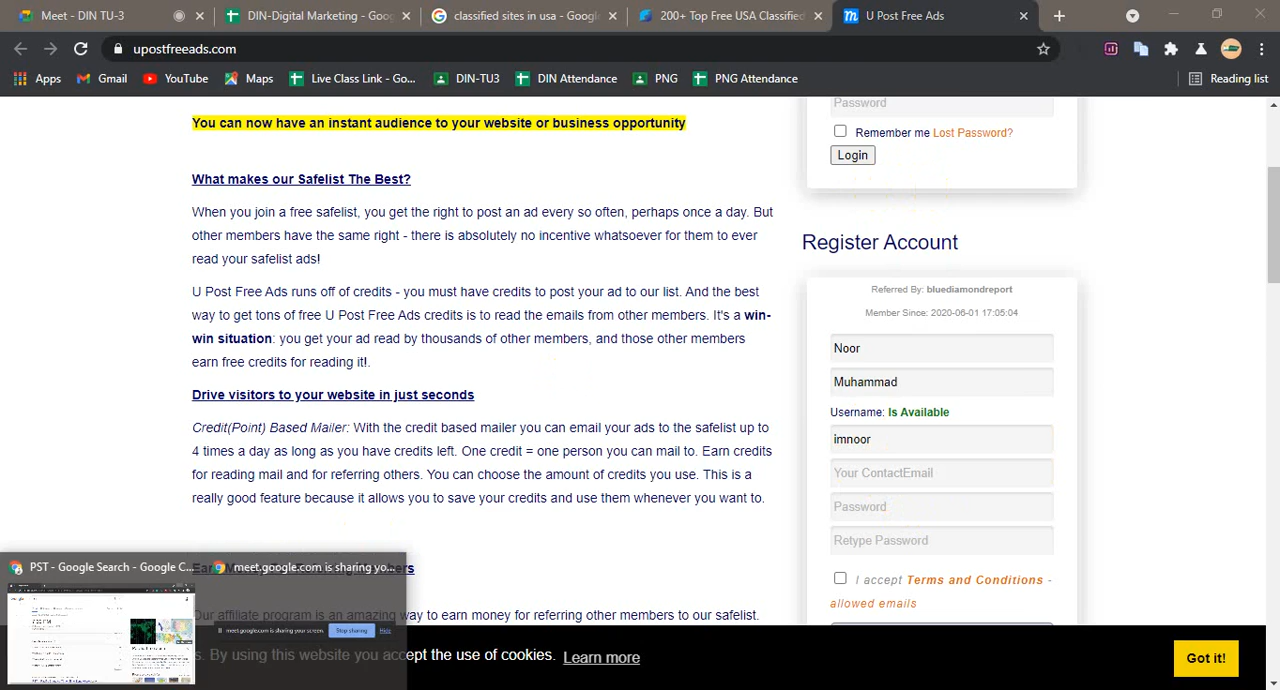 Meet - DIN TU-3
DIN-Digital Marketing - Goog
classified sites in usa - Google
200+ Top Free USA Classified
U Post Free Ads
upostfreeads.com
Apps
Gmail
YouTube
Maps
Live Class Link - Go...
DIN-TU3
DIN Attendance
PNG
PNG Attendance
Reading list
You can now have an instant audience to your website or business opportunity
What makes our Safelist The Best?
When you join a free safelist, you get the right to post an ad every so often, perhaps once a day. But
other members have the same right - there is absolutely no incentive whatsoever for them to ever
read your safelist ads!
U Post Free Ads runs off of credits - you must have credits to post your ad to our list. And the best
way to get tons of free U Post Free Ads credits is to read the emails from other members. It's a win-
win situation: you get your ad read by thousands of other members, and those other members
earn free credits for reading it!.
Drive visitors to your website in just seconds
Credit(Point) Based Mailer: With the credit based mailer you can email your ads to the safelist up to
4 times a day as long as you have credits left. One credit = one person you can mail to. Earn credits
for reading mail and for referring others. You can choose the amount of credits you use. This is a
really good feature because it allows you to save your credits and use them whenever you want to.
Our affiliate program is an amazing way to earn money for referring other members to our safelist.
Password
Remember me Lost Password?
Login
Register Account
Referred By: bluediamondreport
Member Since: 2020-06-01 17:05:04
Noor
Muhammad
Username: Is Available
imnoor
Your ContactEmail
Password
Retype Password
I accept Terms and Conditions -
allowed emails
PST - Google Search - Google C...
meet.google.com is sharing yo...
meet.google.com is sharing your screen.
Stop sharing
Hide
s. By using this website you accept the use of cookies. Learn more
Got it!